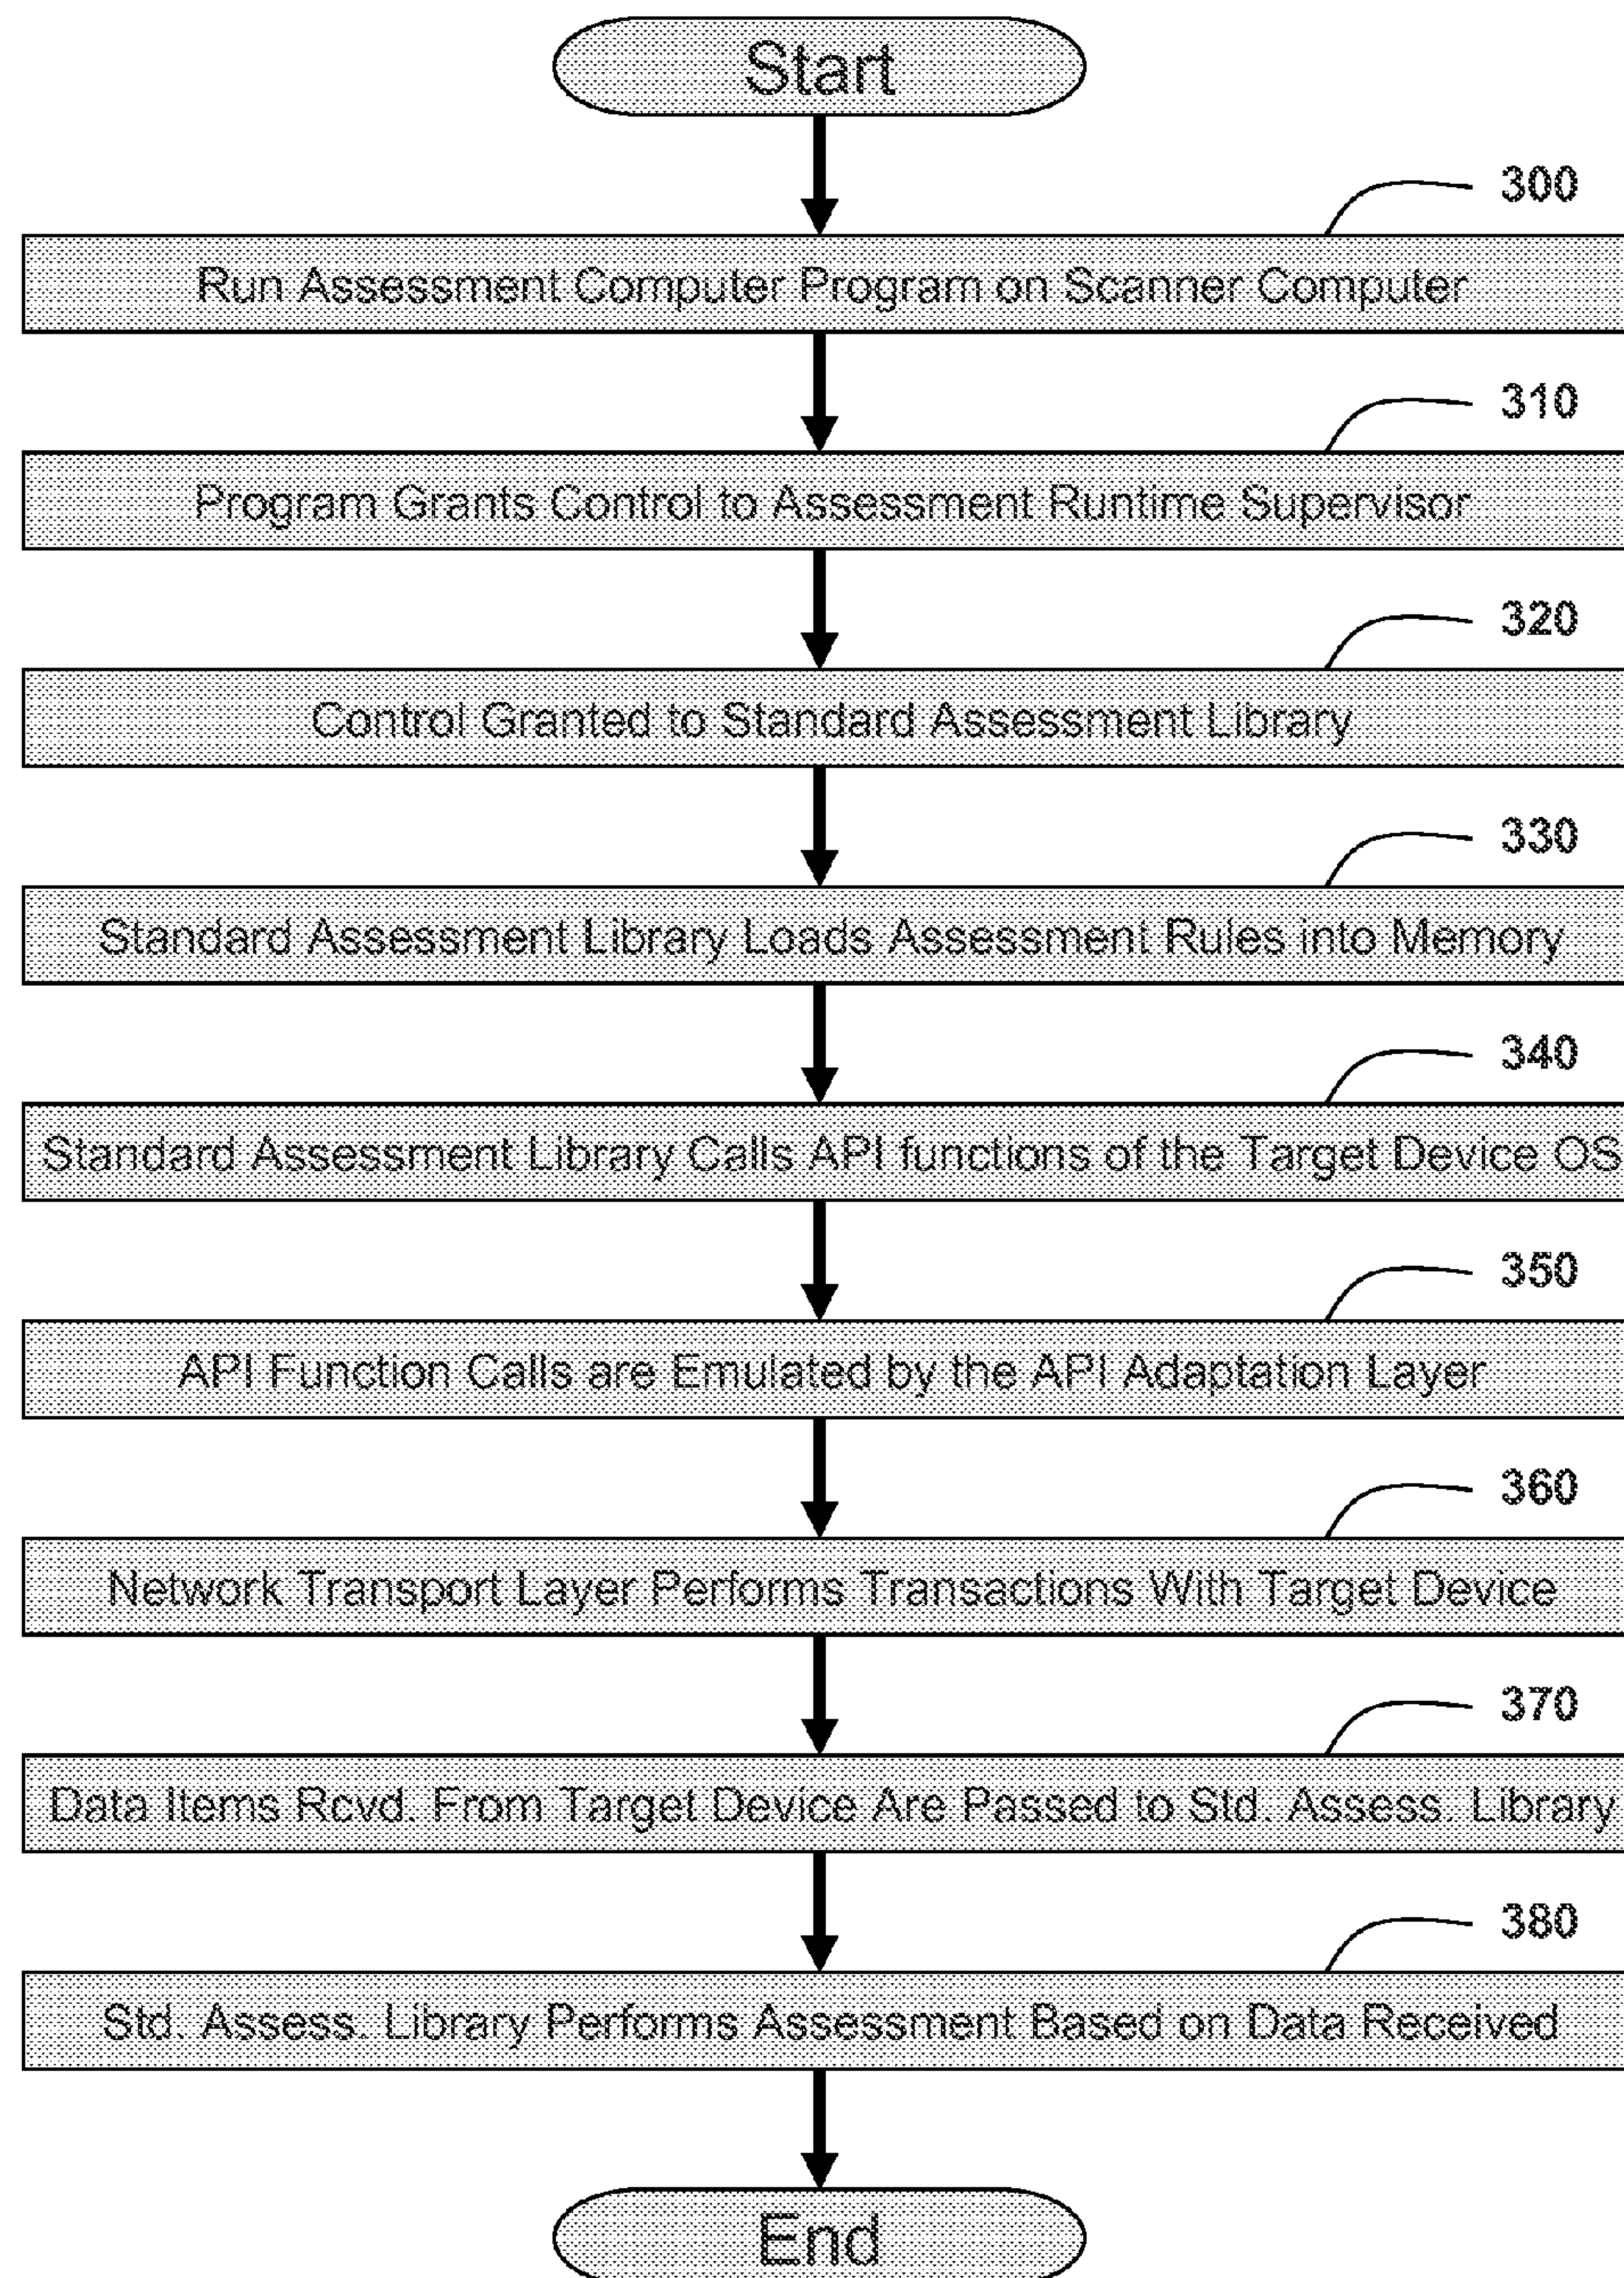 Start
300
Run Assessment Computer Program on Scanner Computer
310
Program Grants Control to Assessment Runtime Supervisor
320
Control Granted to Standard Assessment Library
330
Standard Assessment Library Loads Assessment Rules into Memory
340
Standard Assessment Library Calls API functions of the Target Device OS
350
API Function Calls are Emulated by the API Adaptation Layer
360
Network Transport Layer Performs Transactions With Target Device
370
Data Items Rcvd. From Target Device Are Passed to Std. Assess. Library
380
Std. Assess. Library Performs Assessment Based on Data Received
End